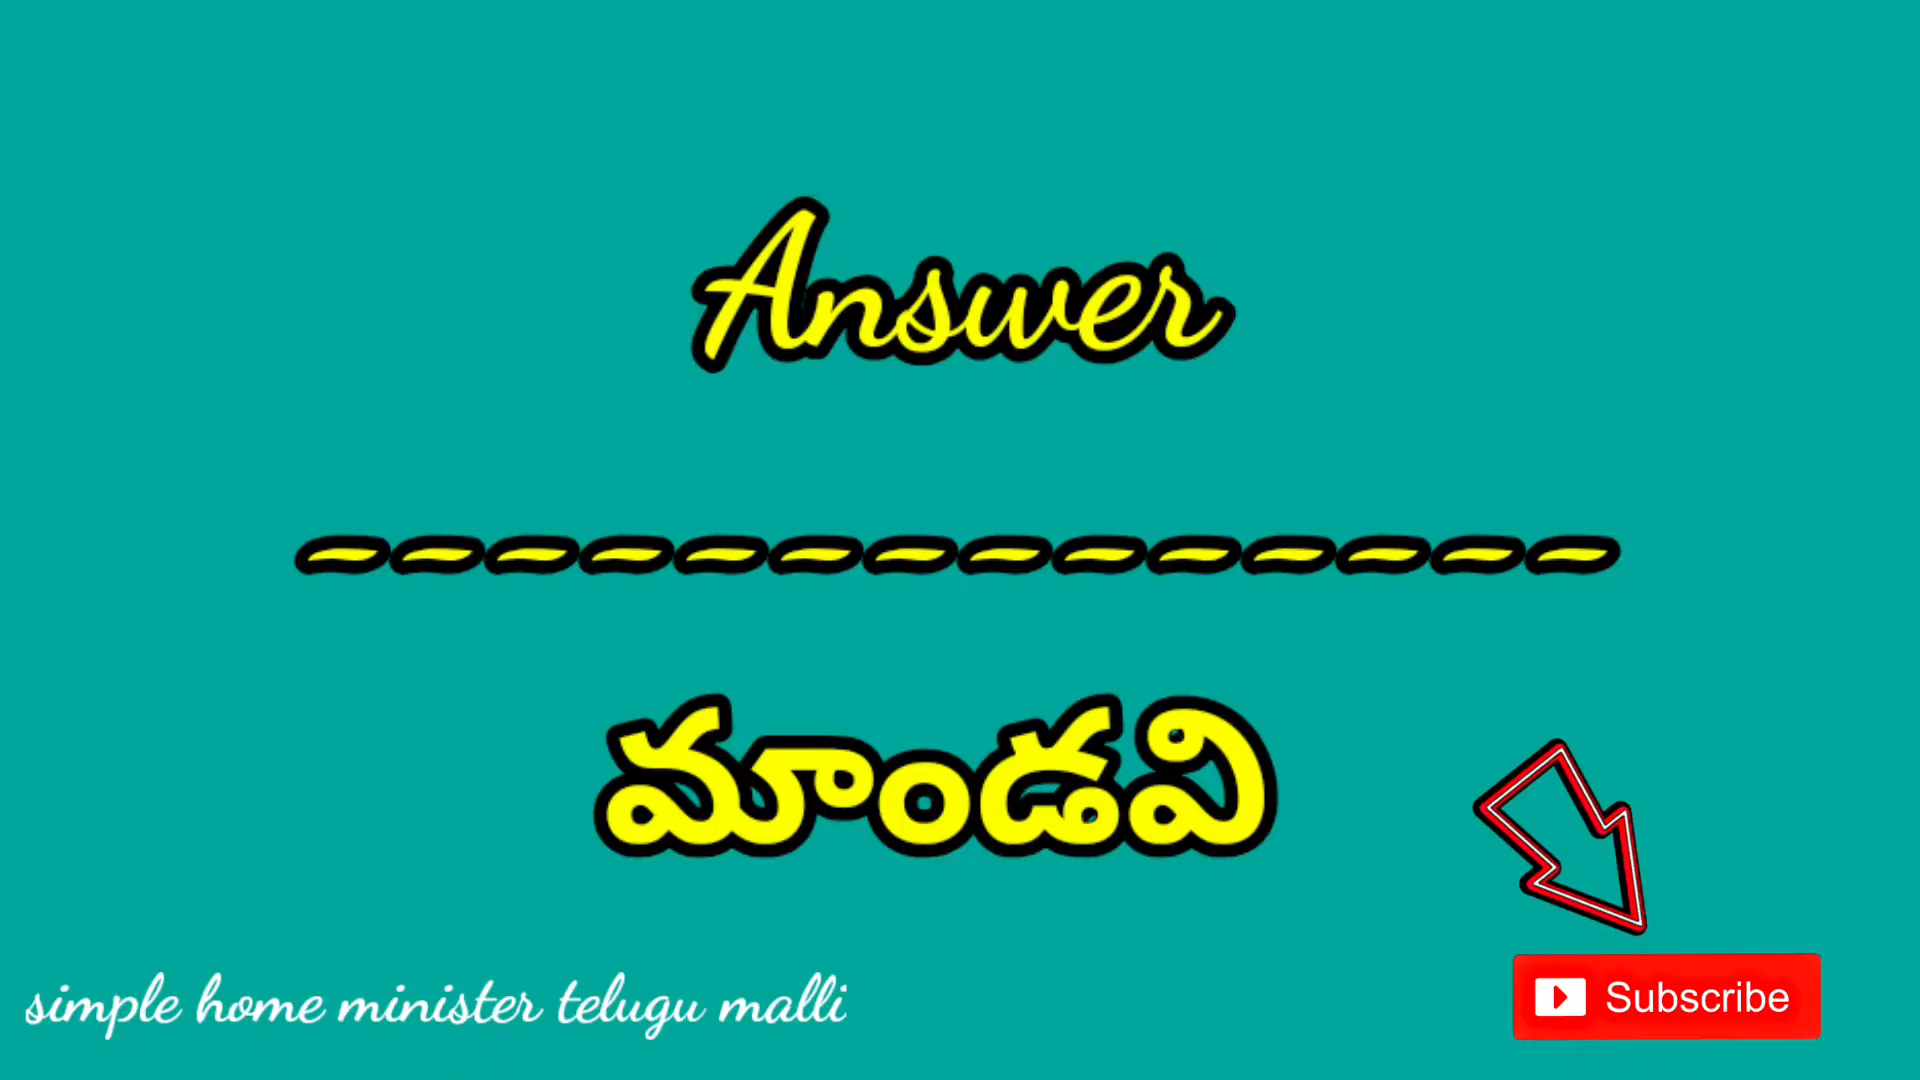 Answer
--------------
మాండవి
simple home minister telugu malli
Subscribe